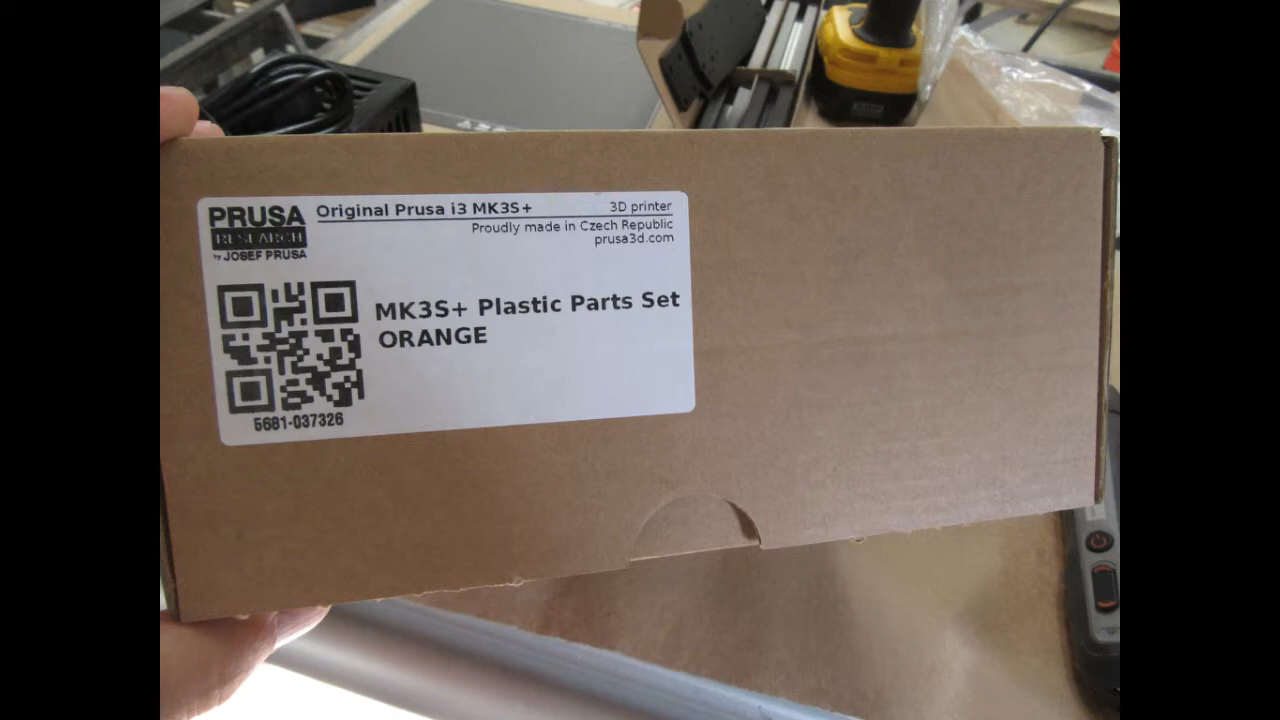 PRUSA
RESEARCH
by JOSEF PRUSA
Original Prusa i3 MK3S+ 3D printer
Proudly made in Czech Republic
prusa3d.com
MK3S+ Plastic Parts Set
ORANGE
5681-037326